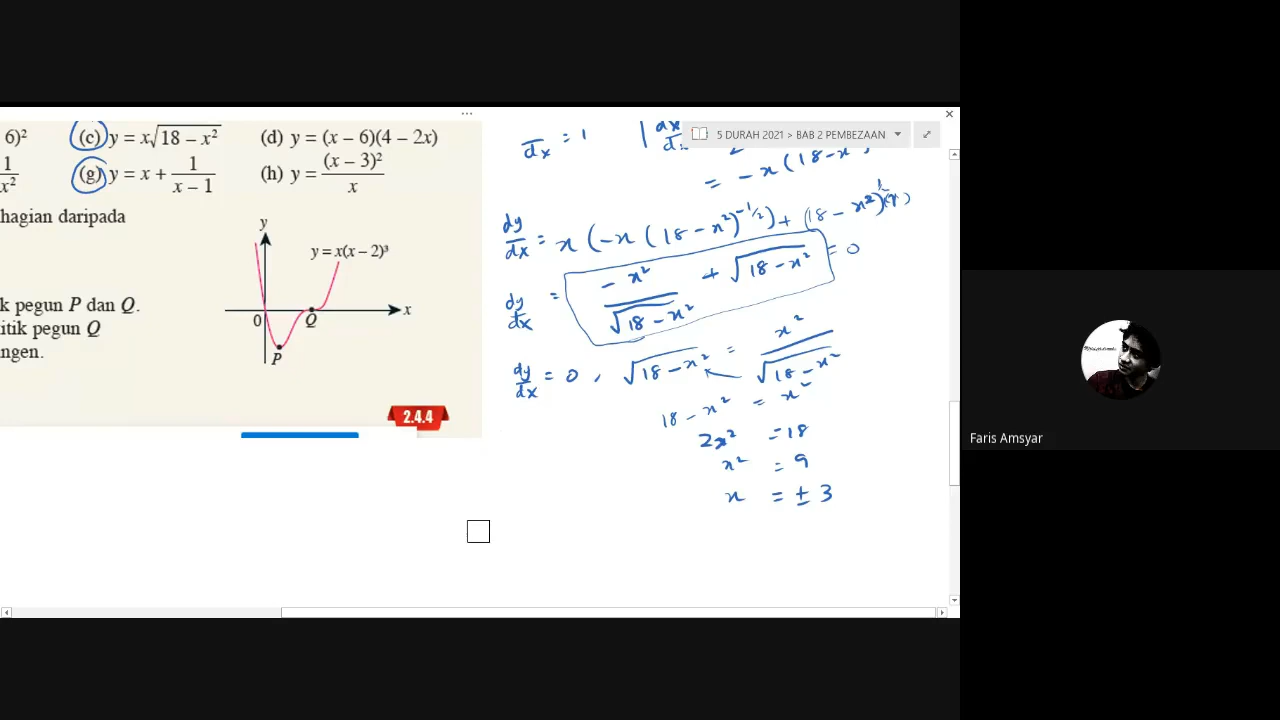 6)² (c) y = x√(18 – x²) (d) y = (x – 6)(4 – 2x)
1/x² (g) y = x + 1/(x – 1) (h) y = (x – 3)²/x
hagian daripada
y
y = x(x – 2)³
k pegun P dan Q.
0 Q x
itik pegun Q
ngen.
P
2.4.4
5 DURAH 2021 > BAB 2 PEMBEZAAN
dx = 1
= - x (18 - x
dy/dx = x (-x (18 - x²)^-1/2) + (18 - x²)^1/2
dy/dx = - x²/√(18 - x²) + √(18 - x²) = 0
dy/dx = 0 , √(18 - x²) = x²/√(18 - x²)
18 - x² = x²
2x² = 18
x² = 9
x = ± 3
Faris Amsyar